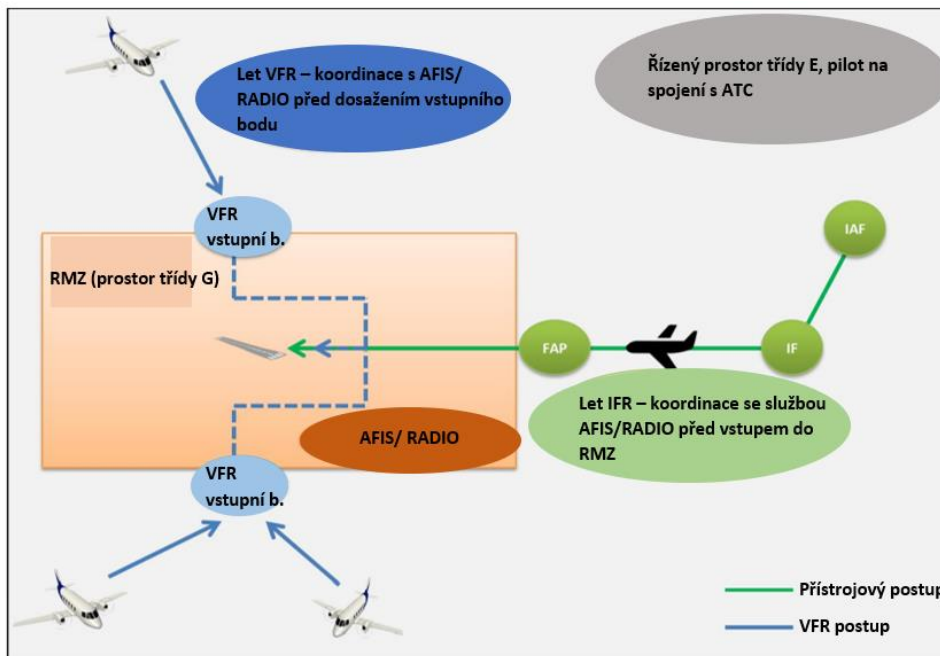 Let VFR – koordinace s AFIS/
RADIO před dosažením vstupního
bodu
Řízený prostor třídy E, pilot na
spojení s ATC
VFR
vstupní b.
IAF
RMZ (prostor třídy G)
FAP
IF
Let IFR – koordinace se službou
AFIS/RADIO před vstupem do
RMZ
AFIS/ RADIO
VFR
vstupní b.
Přístrojový postup
VFR postup